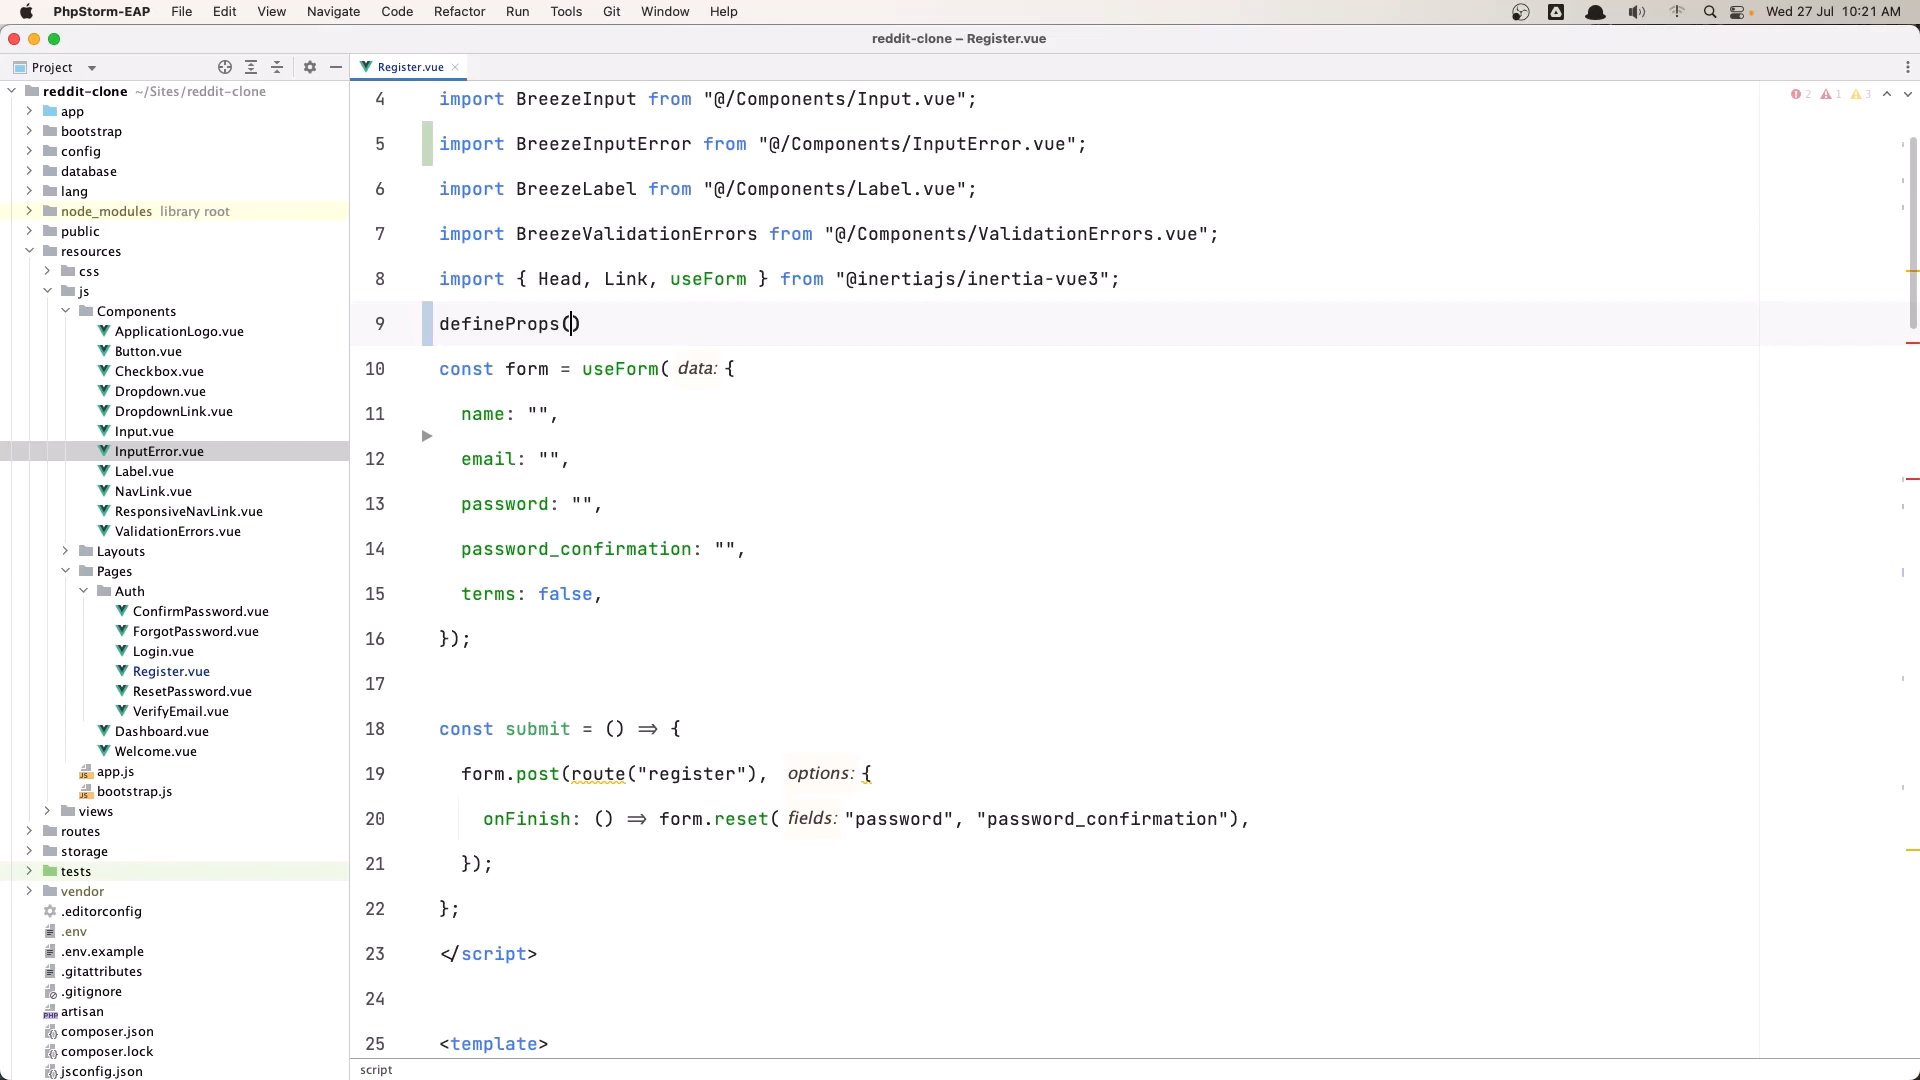 PhpStorm-EAP File Edit View Navigate Code Refactor Run Tools Git Window Help Wed 27 Jul 10:21 AM
reddit-clone – Register.vue
Project
Register.vue
reddit-clone ~/Sites/reddit-clone
app
bootstrap
config
database
lang
node_modules library root
public
resources
css
js
Components
ApplicationLogo.vue
Button.vue
Checkbox.vue
Dropdown.vue
DropdownLink.vue
Input.vue
InputError.vue
Label.vue
NavLink.vue
ResponsiveNavLink.vue
ValidationErrors.vue
Layouts
Pages
Auth
ConfirmPassword.vue
ForgotPassword.vue
Login.vue
Register.vue
ResetPassword.vue
VerifyEmail.vue
Dashboard.vue
Welcome.vue
app.js
bootstrap.js
views
routes
storage
tests
vendor
.editorconfig
.env
.env.example
.gitattributes
.gitignore
artisan
composer.json
composer.lock
jsconfig.json
2 1 3
4 import BreezeInput from "@/Components/Input.vue";
5 import BreezeInputError from "@/Components/InputError.vue";
6 import BreezeLabel from "@/Components/Label.vue";
7 import BreezeValidationErrors from "@/Components/ValidationErrors.vue";
8 import { Head, Link, useForm } from "@inertiajs/inertia-vue3";
9 defineProps()
10 const form = useForm( data: {
11 name: "",
12 email: "",
13 password: "",
14 password_confirmation: "",
15 terms: false,
16 });
17
18 const submit = () => {
19 form.post(route("register"), options: {
20 onFinish: () => form.reset( fields: "password", "password_confirmation"),
21 });
22 };
23 </script>
24
25 <template>
script